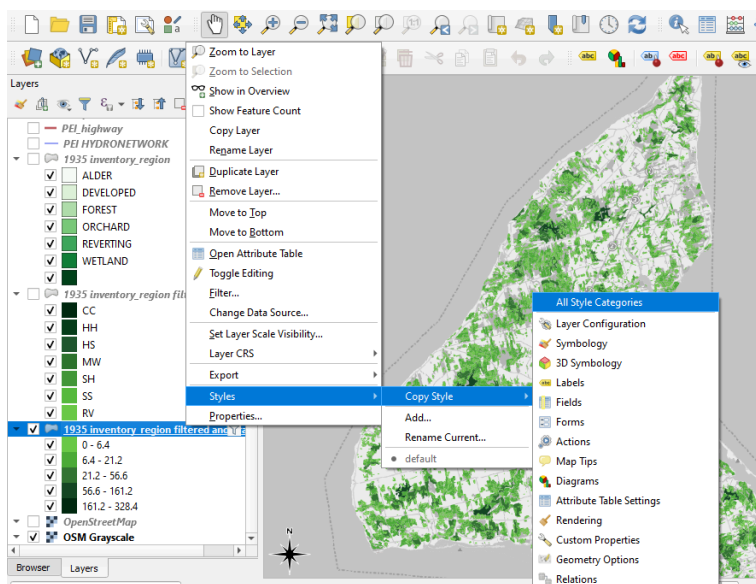 Layers
PEI_highway
PEI HYDRONETWORK
1935 inventory_region
ALDER
DEVELOPED
FOREST
ORCHARD
REVERTING
WETLAND
1935 inventory_region filt
CC
HH
HS
MW
SH
SS
RV
1935 inventory_region filtered and
0 - 6.4
6.4 - 21.2
21.2 - 56.6
56.6 - 161.2
161.2 - 328.4
OpenStreetMap
OSM Grayscale
Browser
Layers
Zoom to Layer
Zoom to Selection
Show in Overview
Show Feature Count
Copy Layer
Rename Layer
Duplicate Layer
Remove Layer...
Move to Top
Move to Bottom
Open Attribute Table
Toggle Editing
Filter...
Change Data Source...
Set Layer Scale Visibility...
Layer CRS
Export
Styles
Properties...
Copy Style
Add...
Rename Current...
default
All Style Categories
Layer Configuration
Symbology
3D Symbology
Labels
Fields
Forms
Actions
Map Tips
Diagrams
Attribute Table Settings
Rendering
Custom Properties
Geometry Options
Relations
abc
abc
abc
abc
abc
N